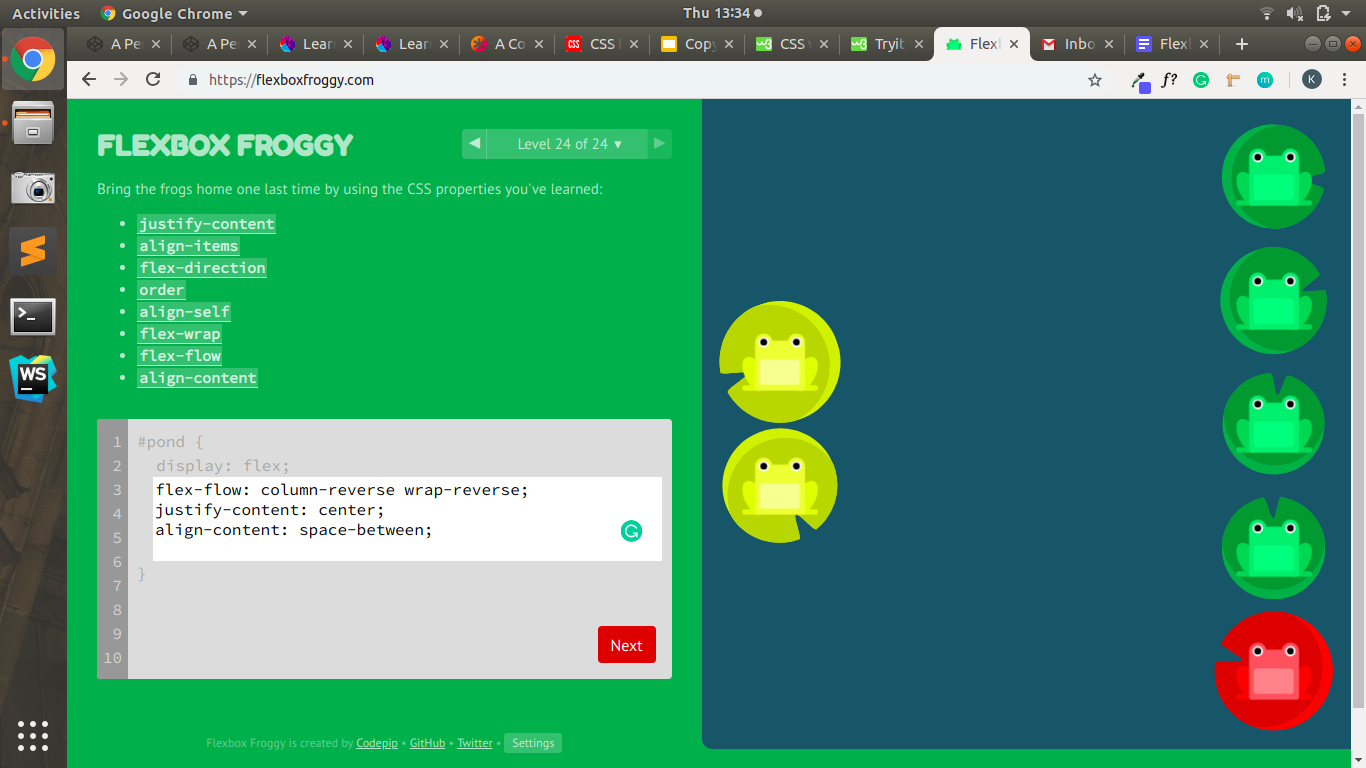 Activities Google Chrome Thu 13:34
A Pe A Pe Lear Lear A Co CSS Copy CSS v Tryit Flexl Inbo Flexl
https://flexboxfroggy.com f? m K
FLEXBOX FROGGY
Level 24 of 24
Bring the frogs home one last time by using the CSS properties you've learned:
justify-content
align-items
flex-direction
order
align-self
flex-wrap
flex-flow
align-content
1 #pond {
2 display: flex;
3 flex-flow: column-reverse wrap-reverse;
4 justify-content: center;
5 align-content: space-between;
6
7 }
8
9
10
Next
Flexbox Froggy is created by Codepip • GitHub • Twitter • Settings
WS